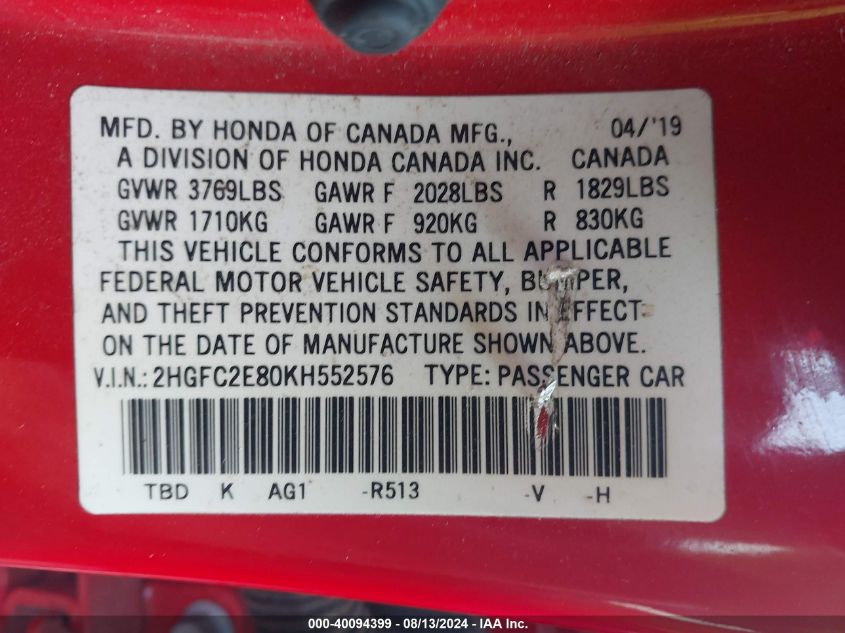 MFD. BY HONDA OF CANADA MFG., 04/'19
A DIVISION OF HONDA CANADA INC. CANADA
GVWR 3769LBS GAWR F 2028LBS R 1829LBS
GVWR 1710KG GAWR F 920KG R 830KG
THIS VEHICLE CONFORMS TO ALL APPLICABLE
FEDERAL MOTOR VEHICLE SAFETY, BUMPER,
AND THEFT PREVENTION STANDARDS IN EFFECT
ON THE DATE OF MANUFACTURE SHOWN ABOVE.
V.I.N.: 2HGFC2E80KH552576 TYPE: PASSENGER CAR
TBD K AG1 -R513 -V -H
000-40094399 - 08/13/2024 - IAA Inc.